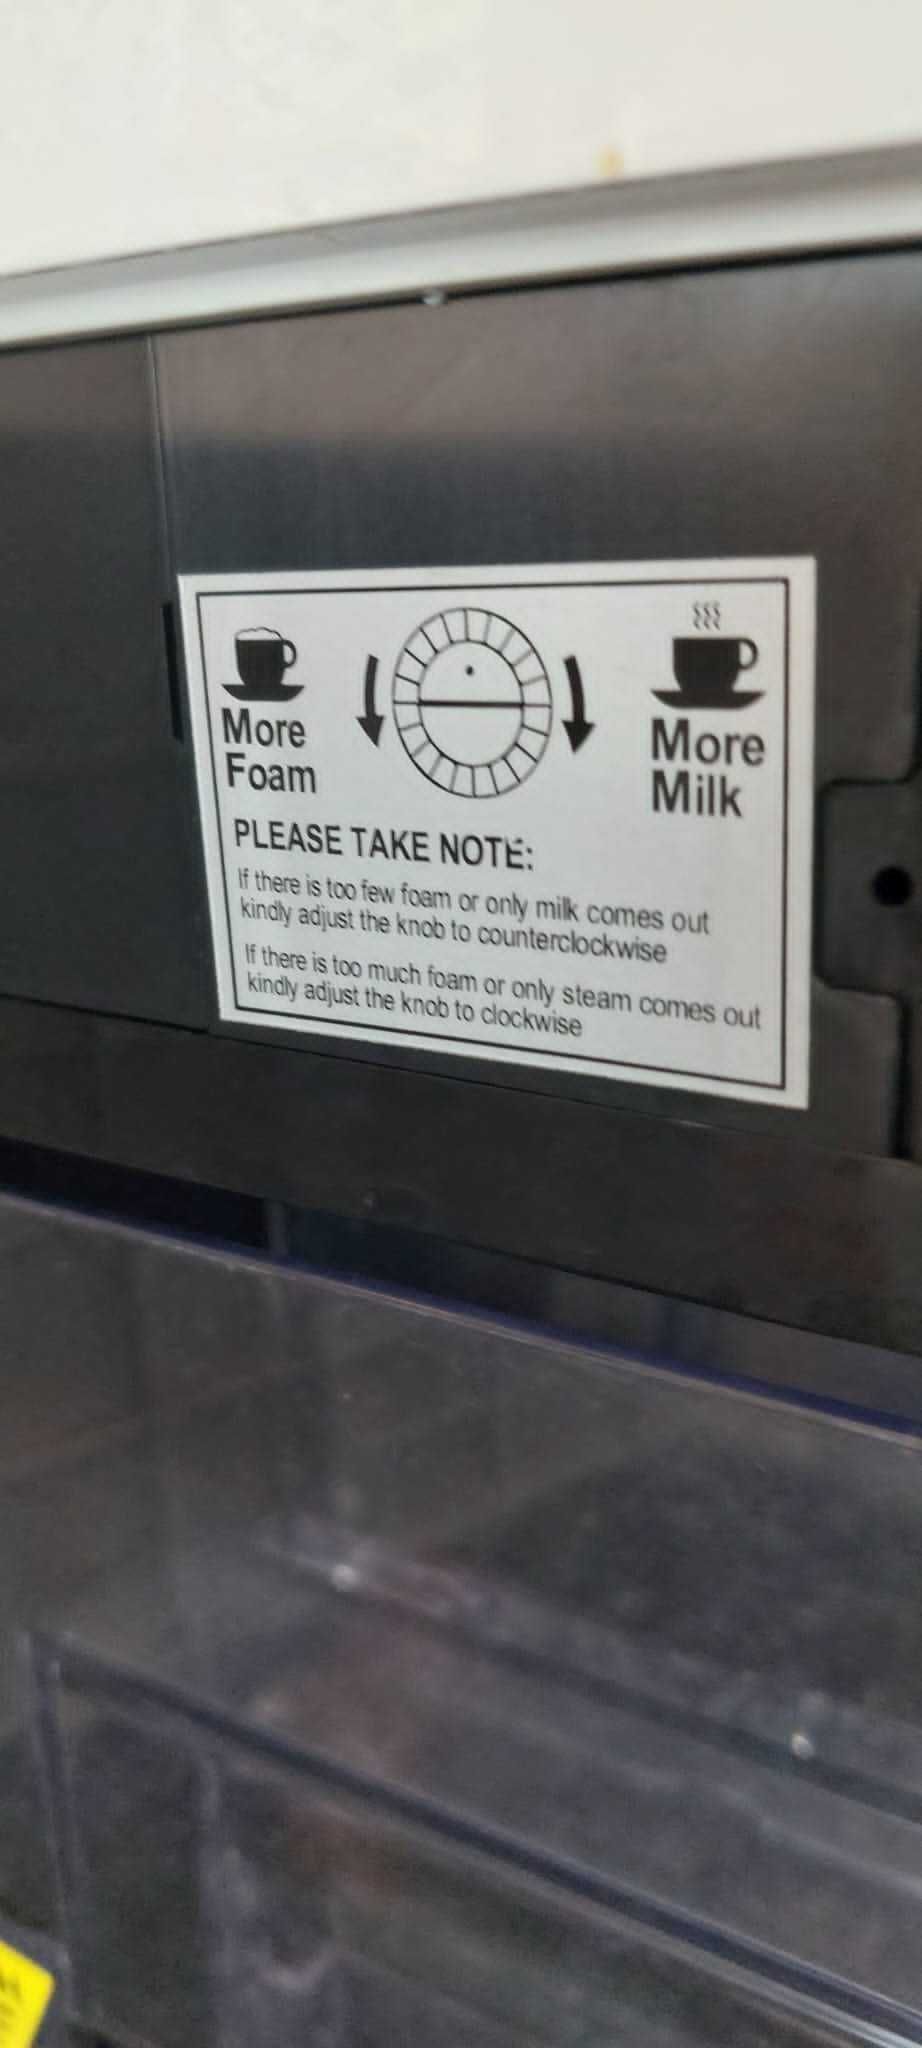 More
Foam
More
Milk
PLEASE TAKE NOTE:
If there is too few foam or only milk comes out
kindly adjust the knob to counterclockwise
If there is too much foam or only steam comes out
kindly adjust the knob to clockwise